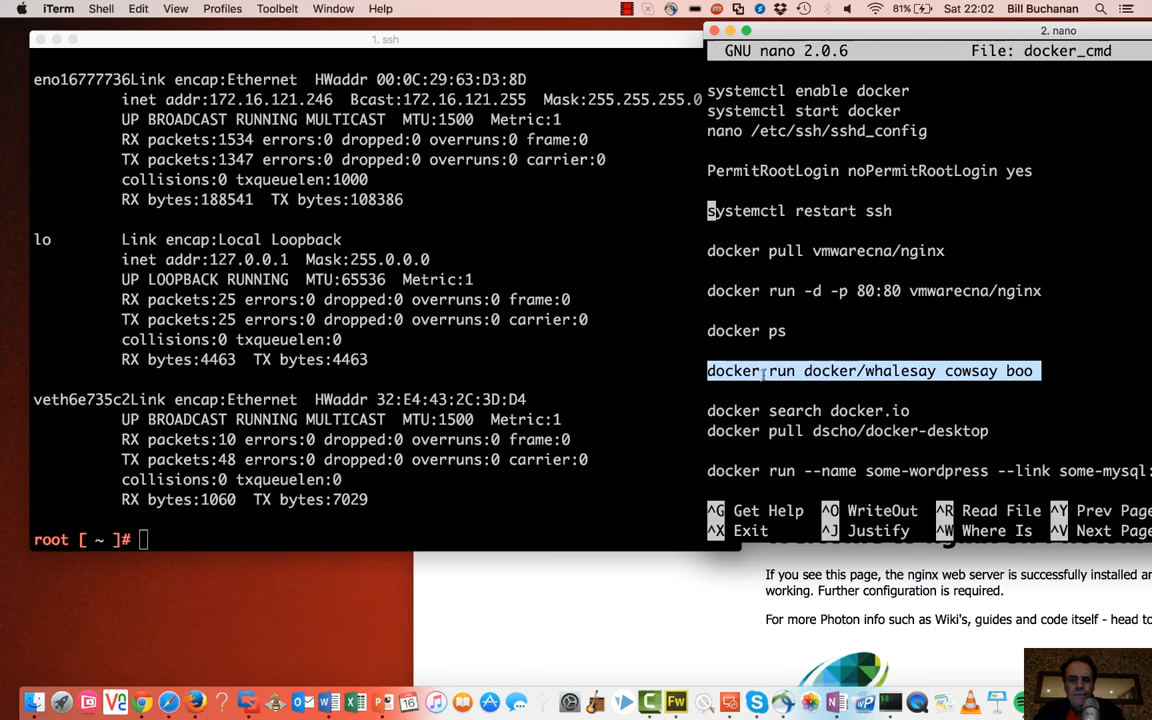 iTerm Shell Edit View Profiles Toolbelt Window Help 81% Sat 22:02 Bill Buchanan
1. ssh
eno16777736Link encap:Ethernet HWaddr 00:0C:29:63:D3:8D
inet addr:172.16.121.246 Bcast:172.16.121.255 Mask:255.255.255.0
UP BROADCAST RUNNING MULTICAST MTU:1500 Metric:1
RX packets:1534 errors:0 dropped:0 overruns:0 frame:0
TX packets:1347 errors:0 dropped:0 overruns:0 carrier:0
collisions:0 txqueuelen:1000
RX bytes:188541 TX bytes:108386
lo Link encap:Local Loopback
inet addr:127.0.0.1 Mask:255.0.0.0
UP LOOPBACK RUNNING MTU:65536 Metric:1
RX packets:25 errors:0 dropped:0 overruns:0 frame:0
TX packets:25 errors:0 dropped:0 overruns:0 carrier:0
collisions:0 txqueuelen:0
RX bytes:4463 TX bytes:4463
veth6e735c2Link encap:Ethernet HWaddr 32:E4:43:2C:3D:D4
UP BROADCAST RUNNING MULTICAST MTU:1500 Metric:1
RX packets:10 errors:0 dropped:0 overruns:0 frame:0
TX packets:48 errors:0 dropped:0 overruns:0 carrier:0
collisions:0 txqueuelen:0
RX bytes:1060 TX bytes:7029
root [ ~ ]#
2. nano
GNU nano 2.0.6 File: docker_cmd
systemctl enable docker
systemctl start docker
nano /etc/ssh/sshd_config
PermitRootLogin noPermitRootLogin yes
systemctl restart ssh
docker pull vmwarecna/nginx
docker run -d -p 80:80 vmwarecna/nginx
docker ps
docker run docker/whalesay cowsay boo
docker search docker.io
docker pull dscho/docker-desktop
docker run --name some-wordpress --link some-mysql:
^G Get Help ^O WriteOut ^R Read File ^Y Prev Page
^X Exit ^J Justify ^W Where Is ^V Next Page
If you see this page, the nginx web server is successfully installed an
working. Further configuration is required.
For more Photon info such as Wiki's, guides and code itself - head to